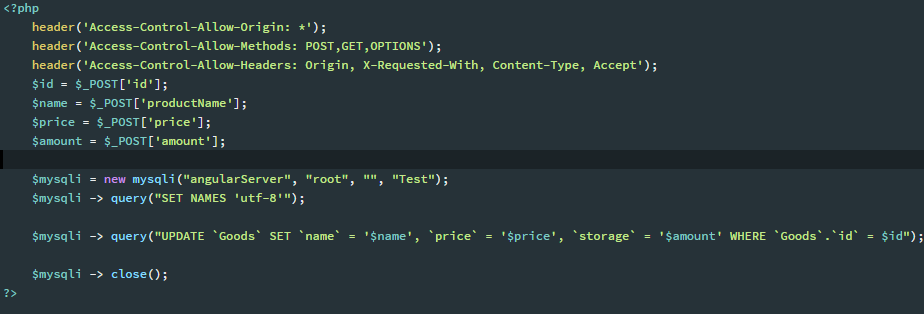 <?php
header('Access-Control-Allow-Origin: *');
header('Access-Control-Allow-Methods: POST,GET,OPTIONS');
header('Access-Control-Allow-Headers: Origin, X-Requested-With, Content-Type, Accept');
$id = $_POST['id'];
$name = $_POST['productName'];
$price = $_POST['price'];
$amount = $_POST['amount'];
$mysqli = new mysqli("angularServer", "root", "", "Test");
$mysqli -> query("SET NAMES 'utf-8'");
$mysqli -> query("UPDATE `Goods` SET `name` = '$name', `price` = '$price', `storage` = '$amount' WHERE `Goods`.`id` = $id");
$mysqli -> close();
?>